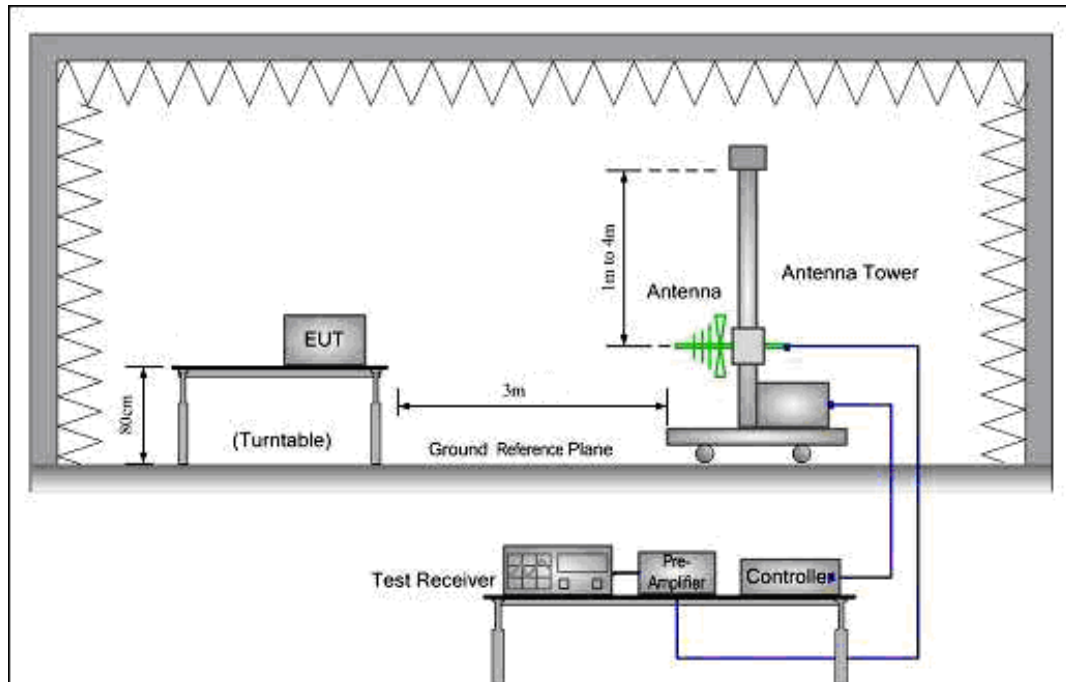 1m to 4m
Antenna
Antenna Tower
EUT
80cm
3m
(Turntable)
Ground Reference Plane
Test Receiver
Pre-
Amplifier
Controller